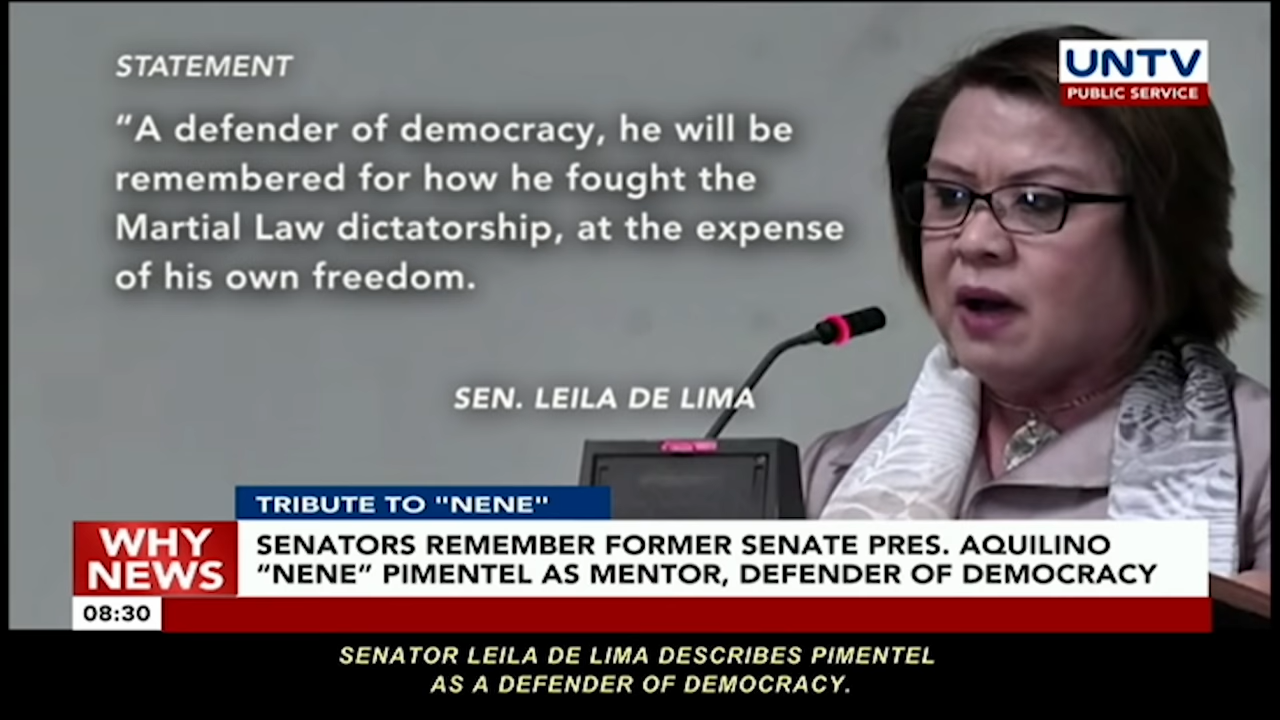 STATEMENT
UNTV
PUBLIC SERVICE
“A defender of democracy, he will be
remembered for how he fought the
Martial Law dictatorship, at the expense
of his own freedom.
SEN. LEILA DE LIMA
TRIBUTE TO "NENE"
WHY
NEWS
SENATORS REMEMBER FORMER SENATE PRES. AQUILINO
“NENE” PIMENTEL AS MENTOR, DEFENDER OF DEMOCRACY
08:30
SENATOR LEILA DE LIMA DESCRIBES PIMENTEL
AS A DEFENDER OF DEMOCRACY.